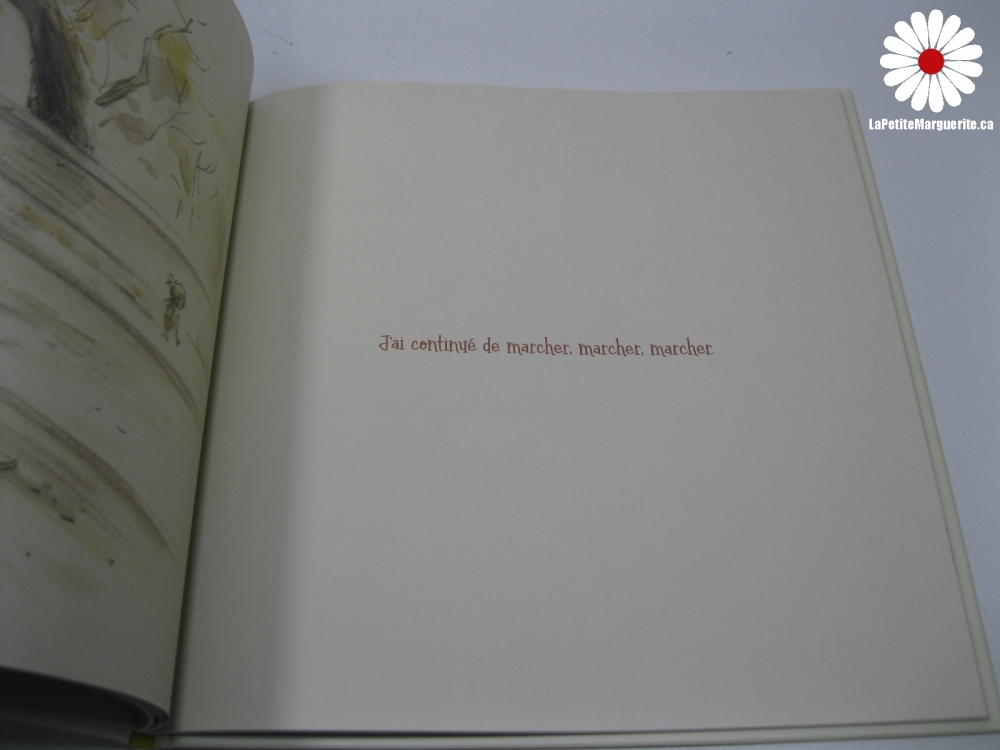 LaPetiteMarguerite.ca
J'ai continué de marcher, marcher, marcher.